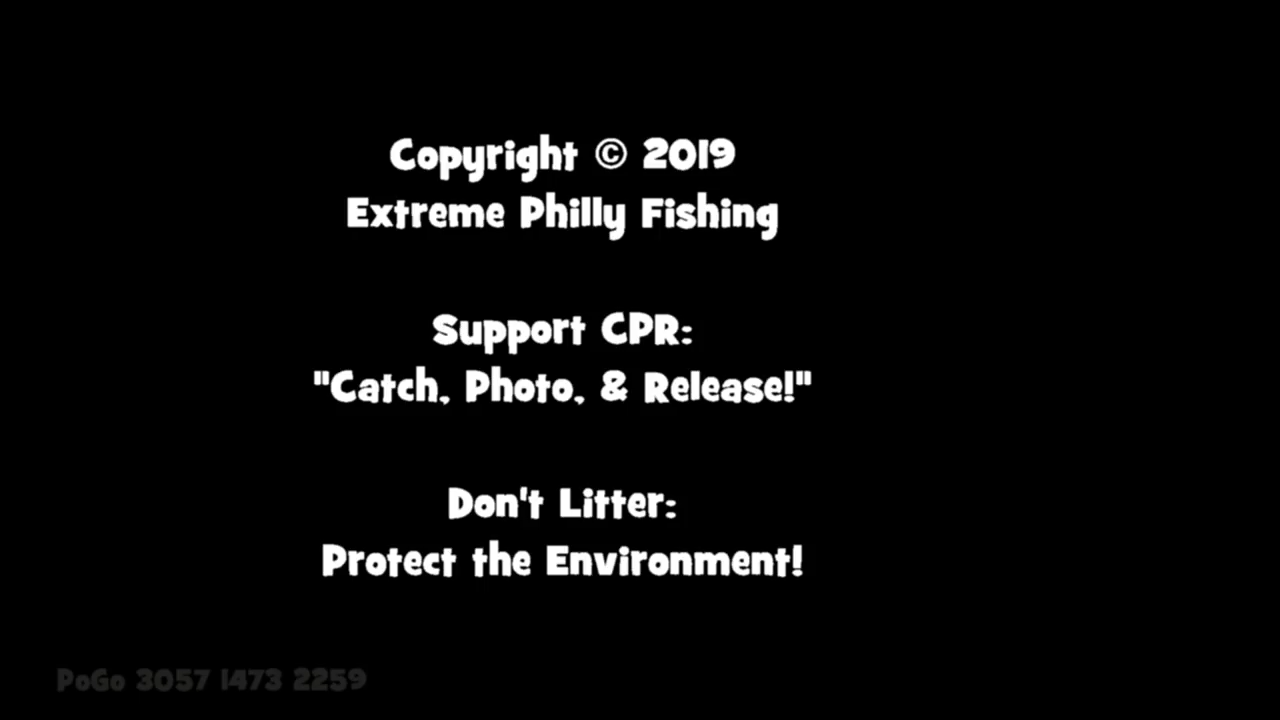 Copyright © 2019
Extreme Philly Fishing
Support CPR:
"Catch, Photo, & Release!"
Don't Litter:
Protect the Environment!
PoGo 3057 1473 2259